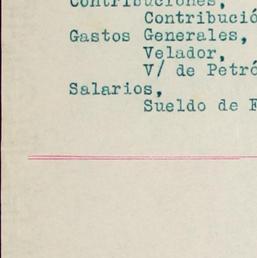 Contribuciones,
Contribució
Gastos Generales,
Velador,
V/ de Petró
Salarios,
Sueldo de